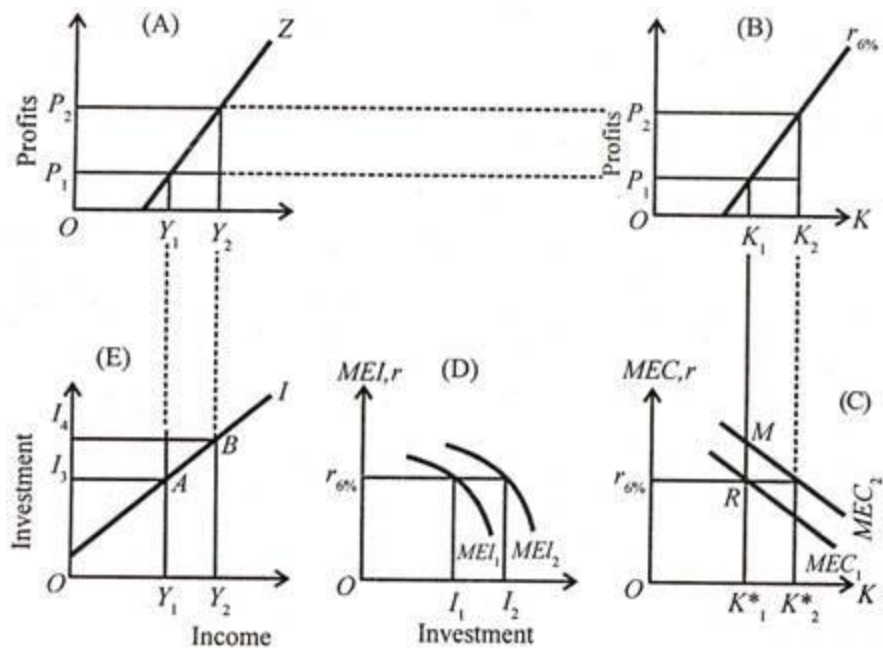 (A)
Z
Profits
P2
P1
O
Y1
Y2
(B)
r6%
Profits
P2
P1
O
K1
K2
K
(E)
I
I4
I3
B
A
Investment
O
Y1
Y2
Income
MEI,r
(D)
r6%
MEI1
MEI2
O
I1
I2
Investment
MEC,r
(C)
M
r6%
R
MEC2
MEC1
O
K*1
K*2
K